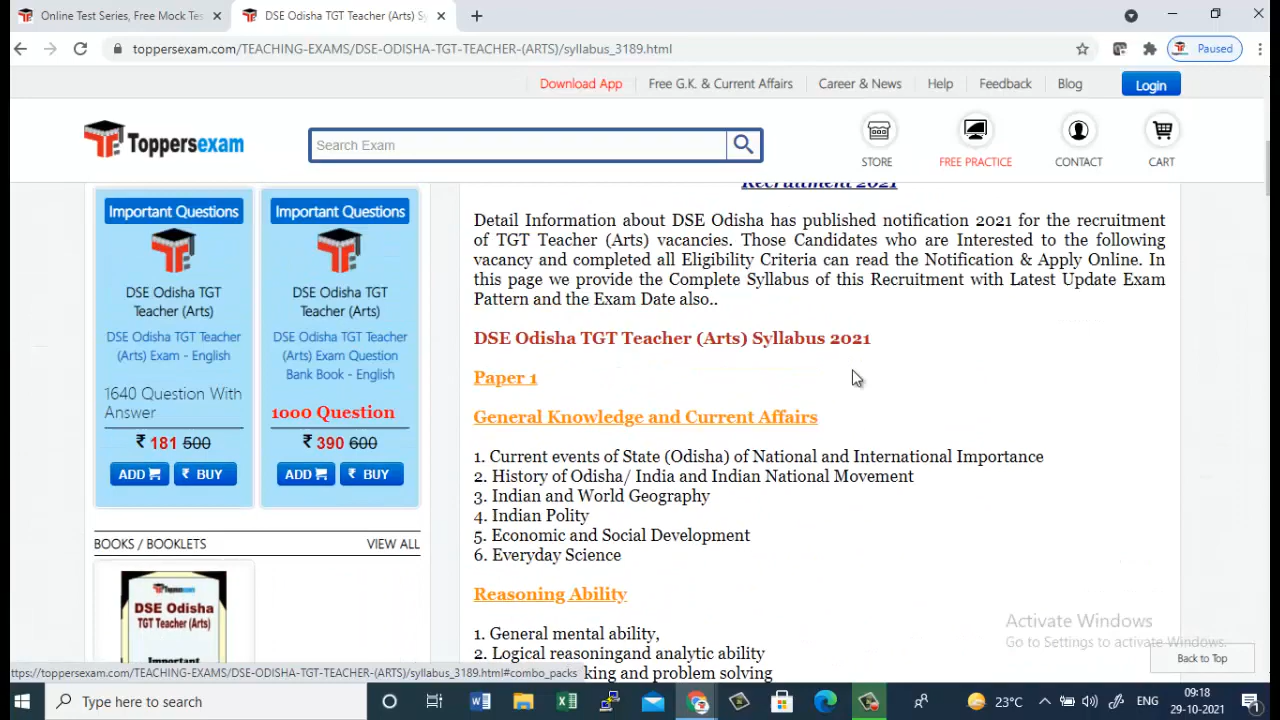 Online Test Series, Free Mock Tes
DSE Odisha TGT Teacher (Arts) Sy
toppersexam.com/TEACHING-EXAMS/DSE-ODISHA-TGT-TEACHER-(ARTS)/syllabus_3189.html
Paused
Download App
Free G.K. & Current Affairs
Career & News
Help
Feedback
Blog
Login
Toppersexam
Search Exam
STORE
FREE PRACTICE
CONTACT
CART
Important Questions
DSE Odisha TGT
Teacher (Arts)
DSE Odisha TGT Teacher
(Arts) Exam - English
1640 Question With
Answer
₹ 181 500
ADD
₹ BUY
Important Questions
DSE Odisha TGT
Teacher (Arts)
DSE Odisha TGT Teacher
(Arts) Exam Question
Bank Book - English
1000 Question
₹ 390 600
ADD
₹ BUY
BOOKS / BOOKLETS
VIEW ALL
Toppersexam
DSE Odisha
TGT Teacher (Arts)
Important
Recruitment 2021
Detail Information about DSE Odisha has published notification 2021 for the recruitment
of TGT Teacher (Arts) vacancies. Those Candidates who are Interested to the following
vacancy and completed all Eligibility Criteria can read the Notification & Apply Online. In
this page we provide the Complete Syllabus of this Recruitment with Latest Update Exam
Pattern and the Exam Date also..
DSE Odisha TGT Teacher (Arts) Syllabus 2021
Paper 1
General Knowledge and Current Affairs
1. Current events of State (Odisha) of National and International Importance
2. History of Odisha/ India and Indian National Movement
3. Indian and World Geography
4. Indian Polity
5. Economic and Social Development
6. Everyday Science
Reasoning Ability
1. General mental ability,
2. Logical reasoningand analytic ability
king and problem solving
Activate Windows
Go to Settings to activate Windows.
Back to Top
https://toppersexam.com/TEACHING-EXAMS/DSE-ODISHA-TGT-TEACHER-(ARTS)/syllabus_3189.html#combo_packs
Type here to search
23°C
ENG
09:18
29-10-2021
1